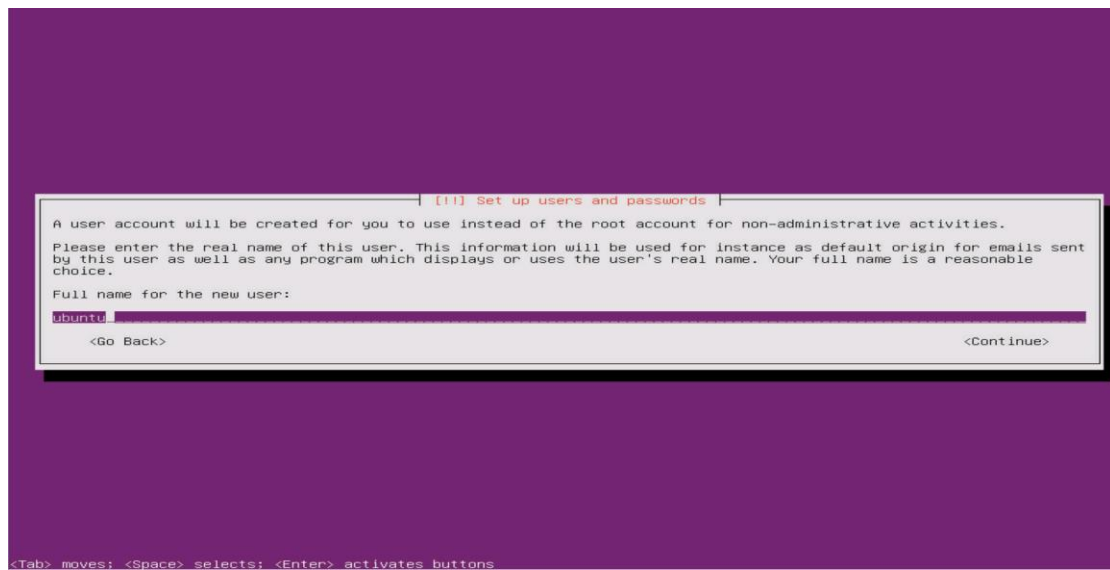 [!!] Set up users and passwords
A user account will be created for you to use instead of the root account for non-administrative activities.
Please enter the real name of this user. This information will be used for instance as default origin for emails sent
by this user as well as any program which displays or uses the user's real name. Your full name is a reasonable
choice.
Full name for the new user:
ubuntu
<Go Back> <Continue>
<Tab> moves; <Space> selects; <Enter> activates buttons